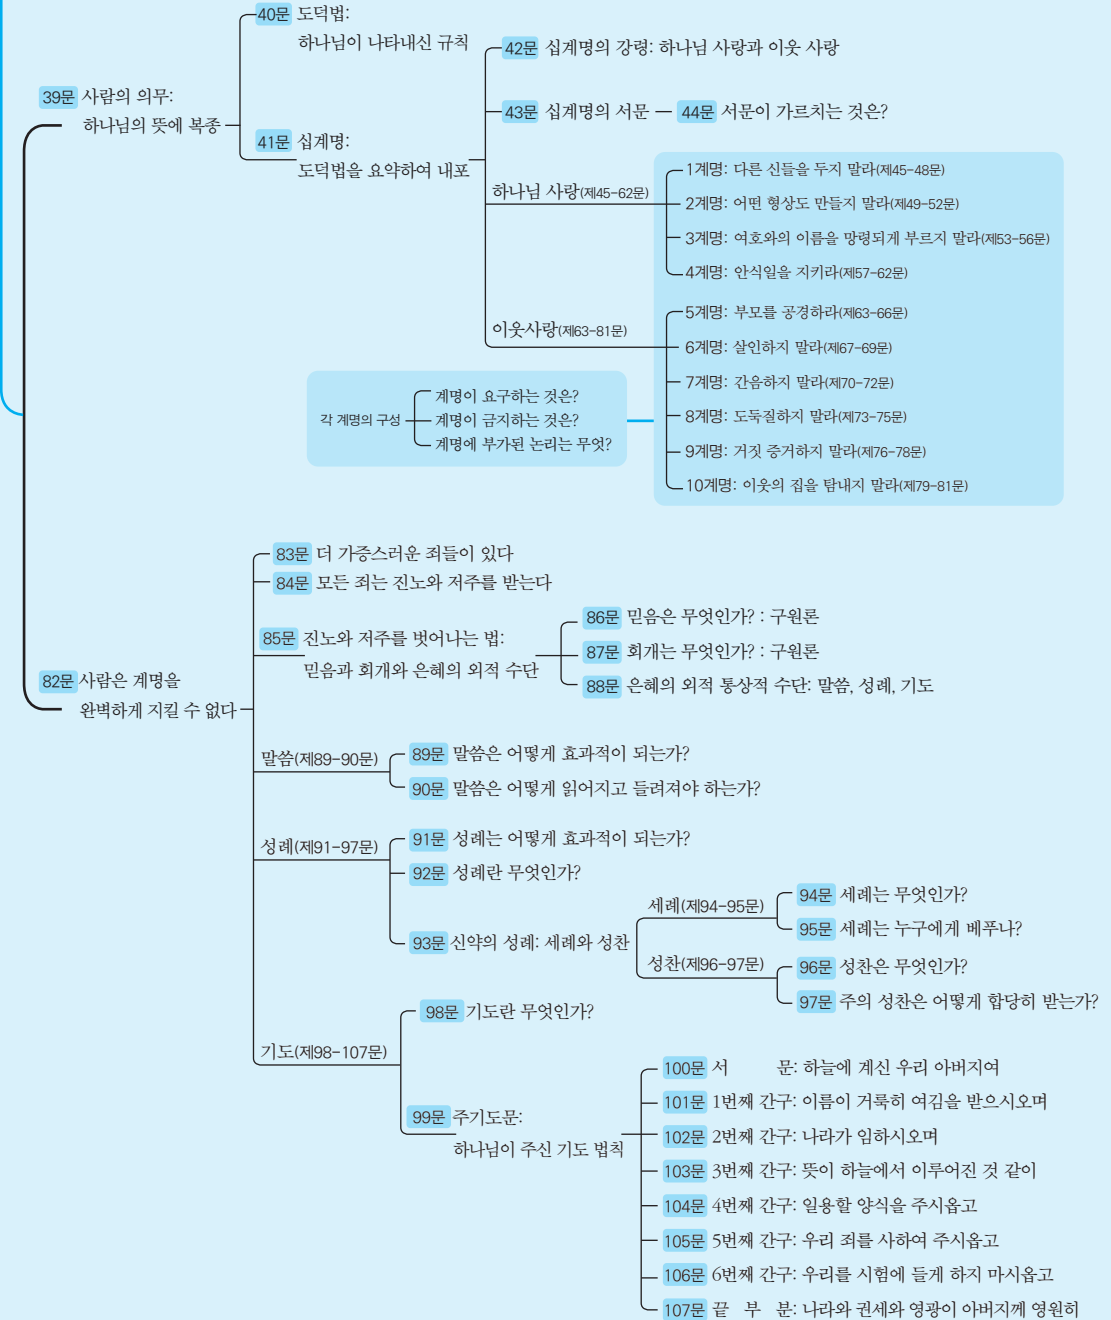 40문 도덕법:
하나님이 나타내신 규칙
39문 사람의 의무:
하나님의 뜻에 복종
41문 십계명:
도덕법을 요약하여 내포
42문 십계명의 강령: 하나님 사랑과 이웃 사랑
43문 십계명의 서문 44문 서문이 가르치는 것은?
하나님 사랑(제45-62문)
1계명: 다른 신들을 두지 말라(제45-48문)
2계명: 어떤 형상도 만들지 말라(제49-52문)
3계명: 여호와의 이름을 망령되게 부르지 말라(제53-56문)
4계명: 안식일을 지키라(제57-62문)
이웃사랑(제63-81문)
5계명: 부모를 공경하라(제63-66문)
6계명: 살인하지 말라(제67-69문)
7계명: 간음하지 말라(제70-72문)
8계명: 도둑질하지 말라(제73-75문)
9계명: 거짓 증거하지 말라(제76-78문)
10계명: 이웃의 집을 탐내지 말라(제79-81문)
각 계명의 구성
계명이 요구하는 것은?
계명이 금지하는 것은?
계명에 부가된 논리는 무엇?
82문 사람은 계명을
완벽하게 지킬 수 없다
83문 더 가증스러운 죄들이 있다
84문 모든 죄는 진노와 저주를 받는다
85문 진노와 저주를 벗어나는 법:
믿음과 회개와 은혜의 외적 수단
86문 믿음은 무엇인가? : 구원론
87문 회개는 무엇인가? : 구원론
88문 은혜의 외적 통상적 수단: 말씀, 성례, 기도
말씀(제89-90문)
89문 말씀은 어떻게 효과적이 되는가?
90문 말씀은 어떻게 읽어지고 들려져야 하는가?
성례(제91-97문)
91문 성례는 어떻게 효과적이 되는가?
92문 성례란 무엇인가?
93문 신약의 성례: 세례와 성찬
세례(제94-95문)
94문 세례는 무엇인가?
95문 세례는 누구에게 베푸나?
성찬(제96-97문)
96문 성찬은 무엇인가?
97문 주의 성찬은 어떻게 합당히 받는가?
기도(제98-107문)
98문 기도란 무엇인가?
99문 주기도문:
하나님이 주신 기도 법칙
100문 서 문: 하늘에 계신 우리 아버지여
101문 1번째 간구: 이름이 거룩히 여김을 받으시오며
102문 2번째 간구: 나라가 임하시오며
103문 3번째 간구: 뜻이 하늘에서 이루어진 것 같이
104문 4번째 간구: 일용할 양식을 주시옵고
105문 5번째 간구: 우리 죄를 사하여 주시옵고
106문 6번째 간구: 우리를 시험에 들게 하지 마시옵고
107문 끝 부 분: 나라와 권세와 영광이 아버지께 영원히